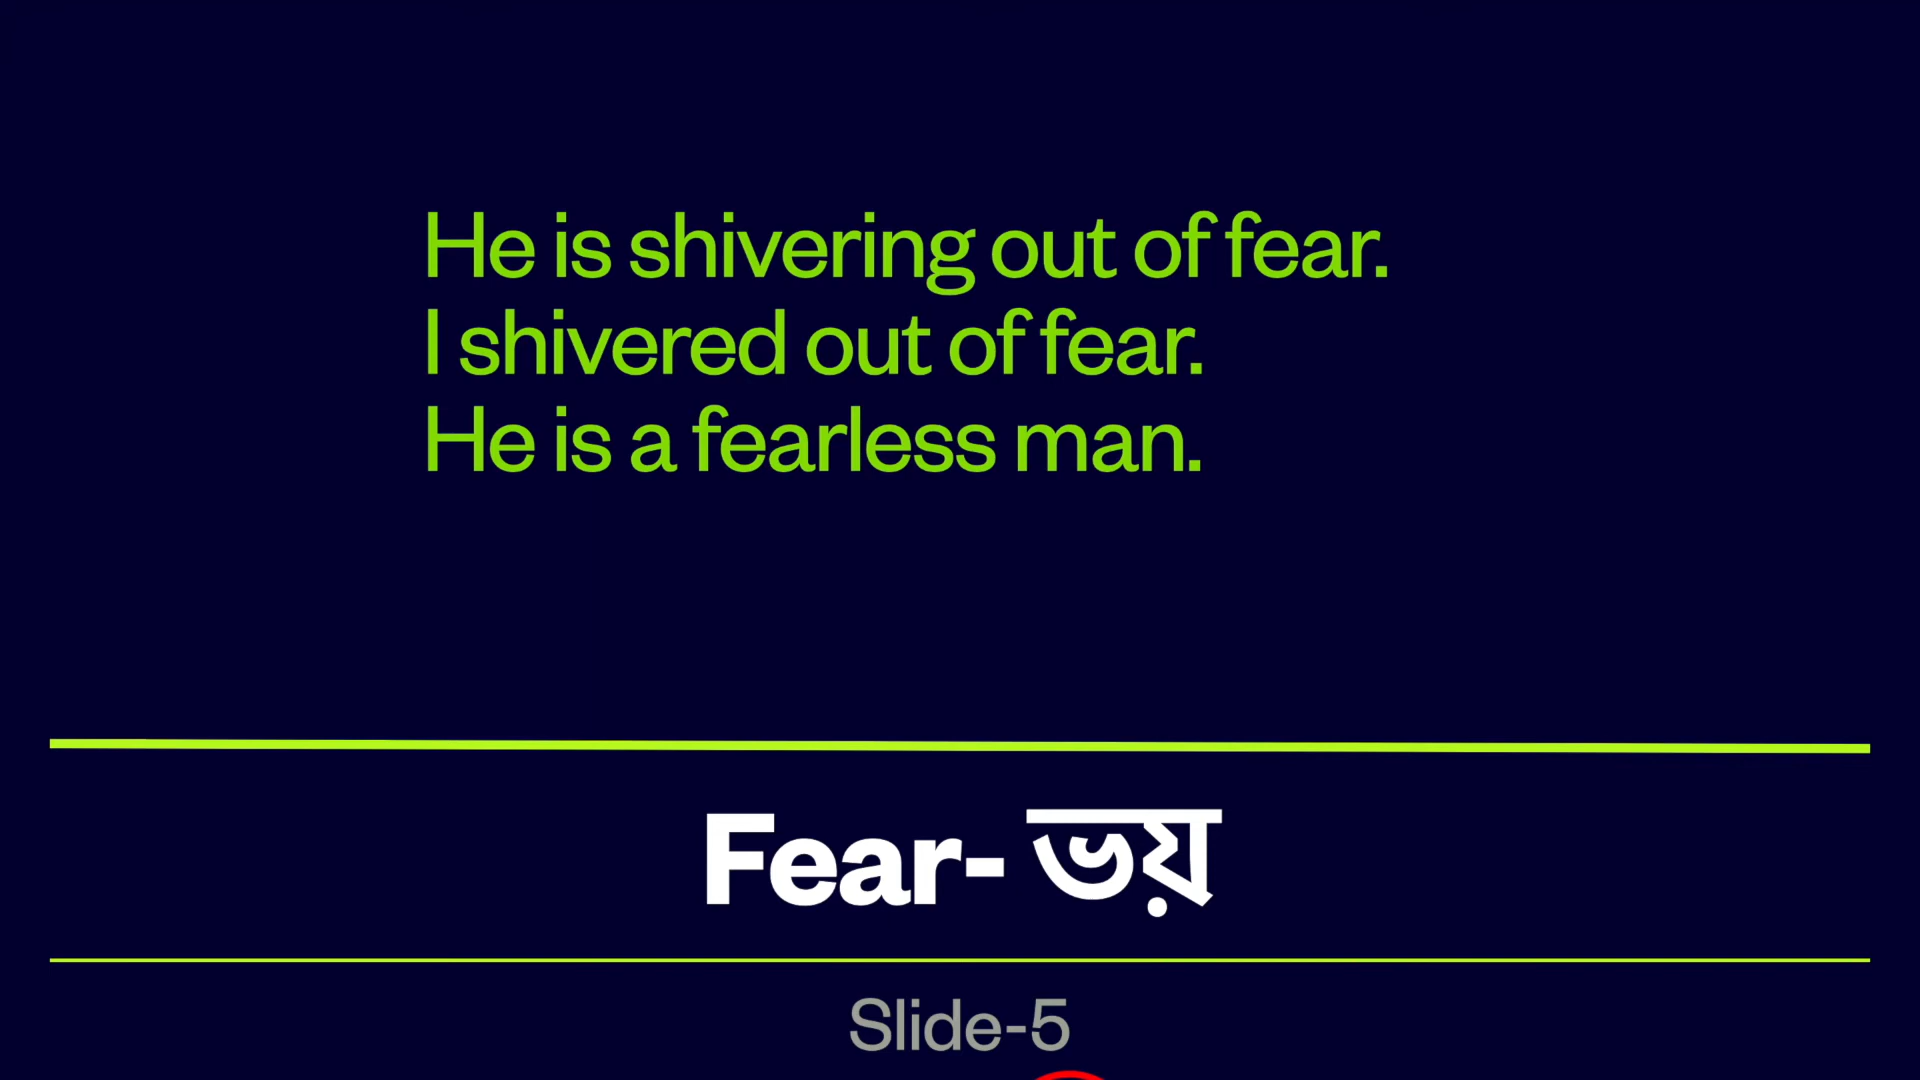 He is shivering out of fear.
I shivered out of fear.
He is a fearless man.
Fear- ভয়
Slide-5